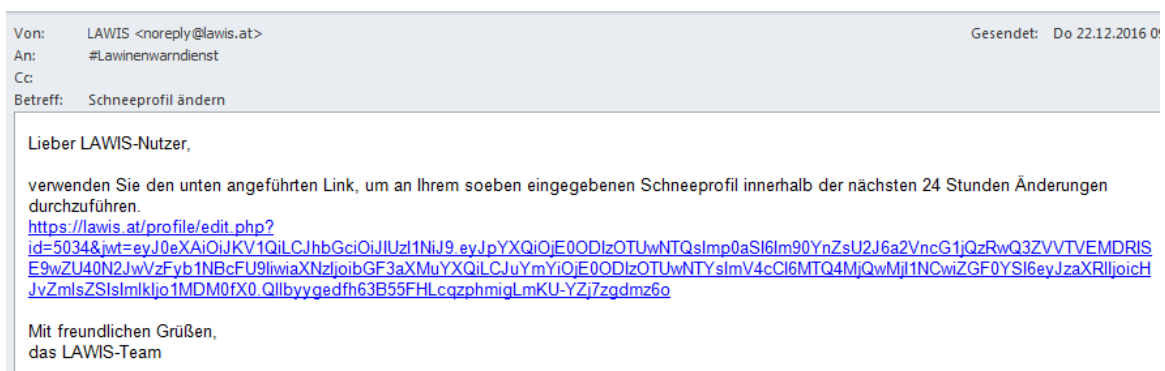 Von: LAWIS <noreply@lawis.at> Gesendet: Do 22.12.2016 09
An: #Lawinenwarndienst
Cc:
Betreff: Schneeprofil ändern
Lieber LAWIS-Nutzer,
verwenden Sie den unten angeführten Link, um an Ihrem soeben eingegebenen Schneeprofil innerhalb der nächsten 24 Stunden Änderungen
durchzuführen.
https://lawis.at/profile/edit.php?
id=5034&jwt=eyJ0eXAiOiJKV1QiLCJhbGciOiJIUzI1NiJ9.eyJpYXQiOjE0ODIzOTUwNTQsImp0aSI6Im90YnZsU2J6a2VncG1jQzRwQ3ZVVTVEMDRIS
E9wZU40N2JwVzFyb1NBcFU9IiwiaXNzIjoibGF3aXMuYXQiLCJuYmYiOjE0ODIzOTUwNTYsImV4cCI6MTQ4MjQwMjI1NCwiZGF0YSI6eyJzaXRlIjoicH
JvZmlsZSIsImlkIjo1MDM0fX0.QIlbyygedfh63B55FHLcqzphmigLmKU-YZj7zgdmz6o
Mit freundlichen Grüßen,
das LAWIS-Team